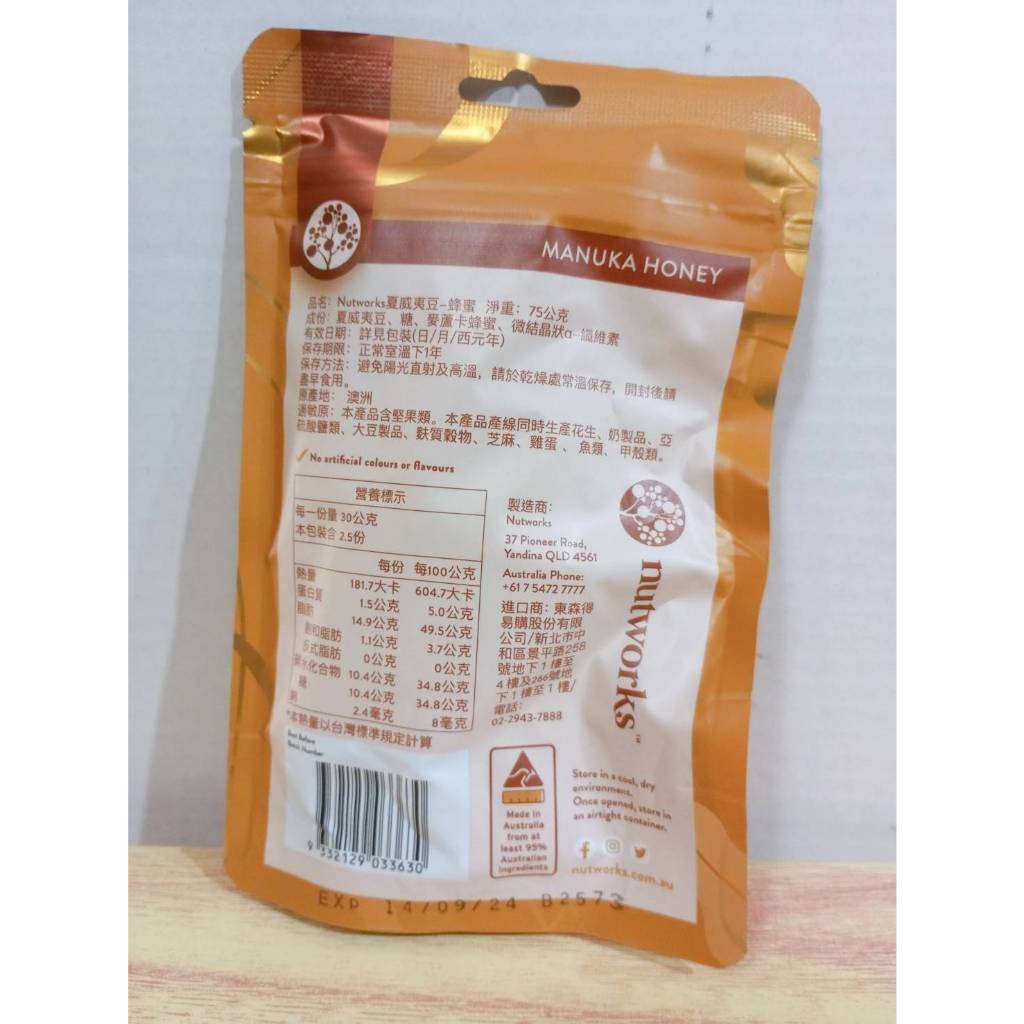 MANUKA HONEY
品名：Nutworks夏威夷豆–蜂蜜 淨重：75公克
成份：夏威夷豆、糖、麥蘆卡蜂蜜、微結晶狀α–纖維素
有效日期：詳見包裝(日/月/西元年)
保存期限：正常室溫下1年
保存方法：避免陽光直射及高溫，請於乾燥處常溫保存，開封後請
盡早食用。
原產地：澳洲
過敏原：本產品含堅果類。本產品產線同時生產花生、奶製品、亞
硫酸鹽類、大豆製品、麩質穀物、芝麻、雞蛋、魚類、甲殼類。
No artificial colours or flavours
營養標示
每一份量 30公克
本包裝含 2.5份
每份 每100公克
熱量 181.7大卡 604.7大卡
蛋白質 1.5公克 5.0公克
脂肪 14.9公克 49.5公克
飽和脂肪 1.1公克 3.7公克
反式脂肪 0公克 0公克
碳水化合物 10.4公克 34.8公克
糖 10.4公克 34.8公克
鈉 2.4毫克 8毫克
*本熱量以台灣標準規定計算
Best Before
Batch Number:
9 332129 033630
製造商：
Nutworks
37 Pioneer Road,
Yandina QLD 4561
Australia Phone:
+61 7 5472 7777
進口商：東森得
易購股份有限
公司/新北市中
和區景平路258
號地下1樓至
4樓及266號地
下1樓至1樓/
電話：
02-2943-7888
nutworks™
Made in
Australia
from at
least 95%
Australian
ingredients
Store in a cool, dry
environment.
Once opened, store in
an airtight container.
nutworks.com.au
EXP 14/09/24 B2573